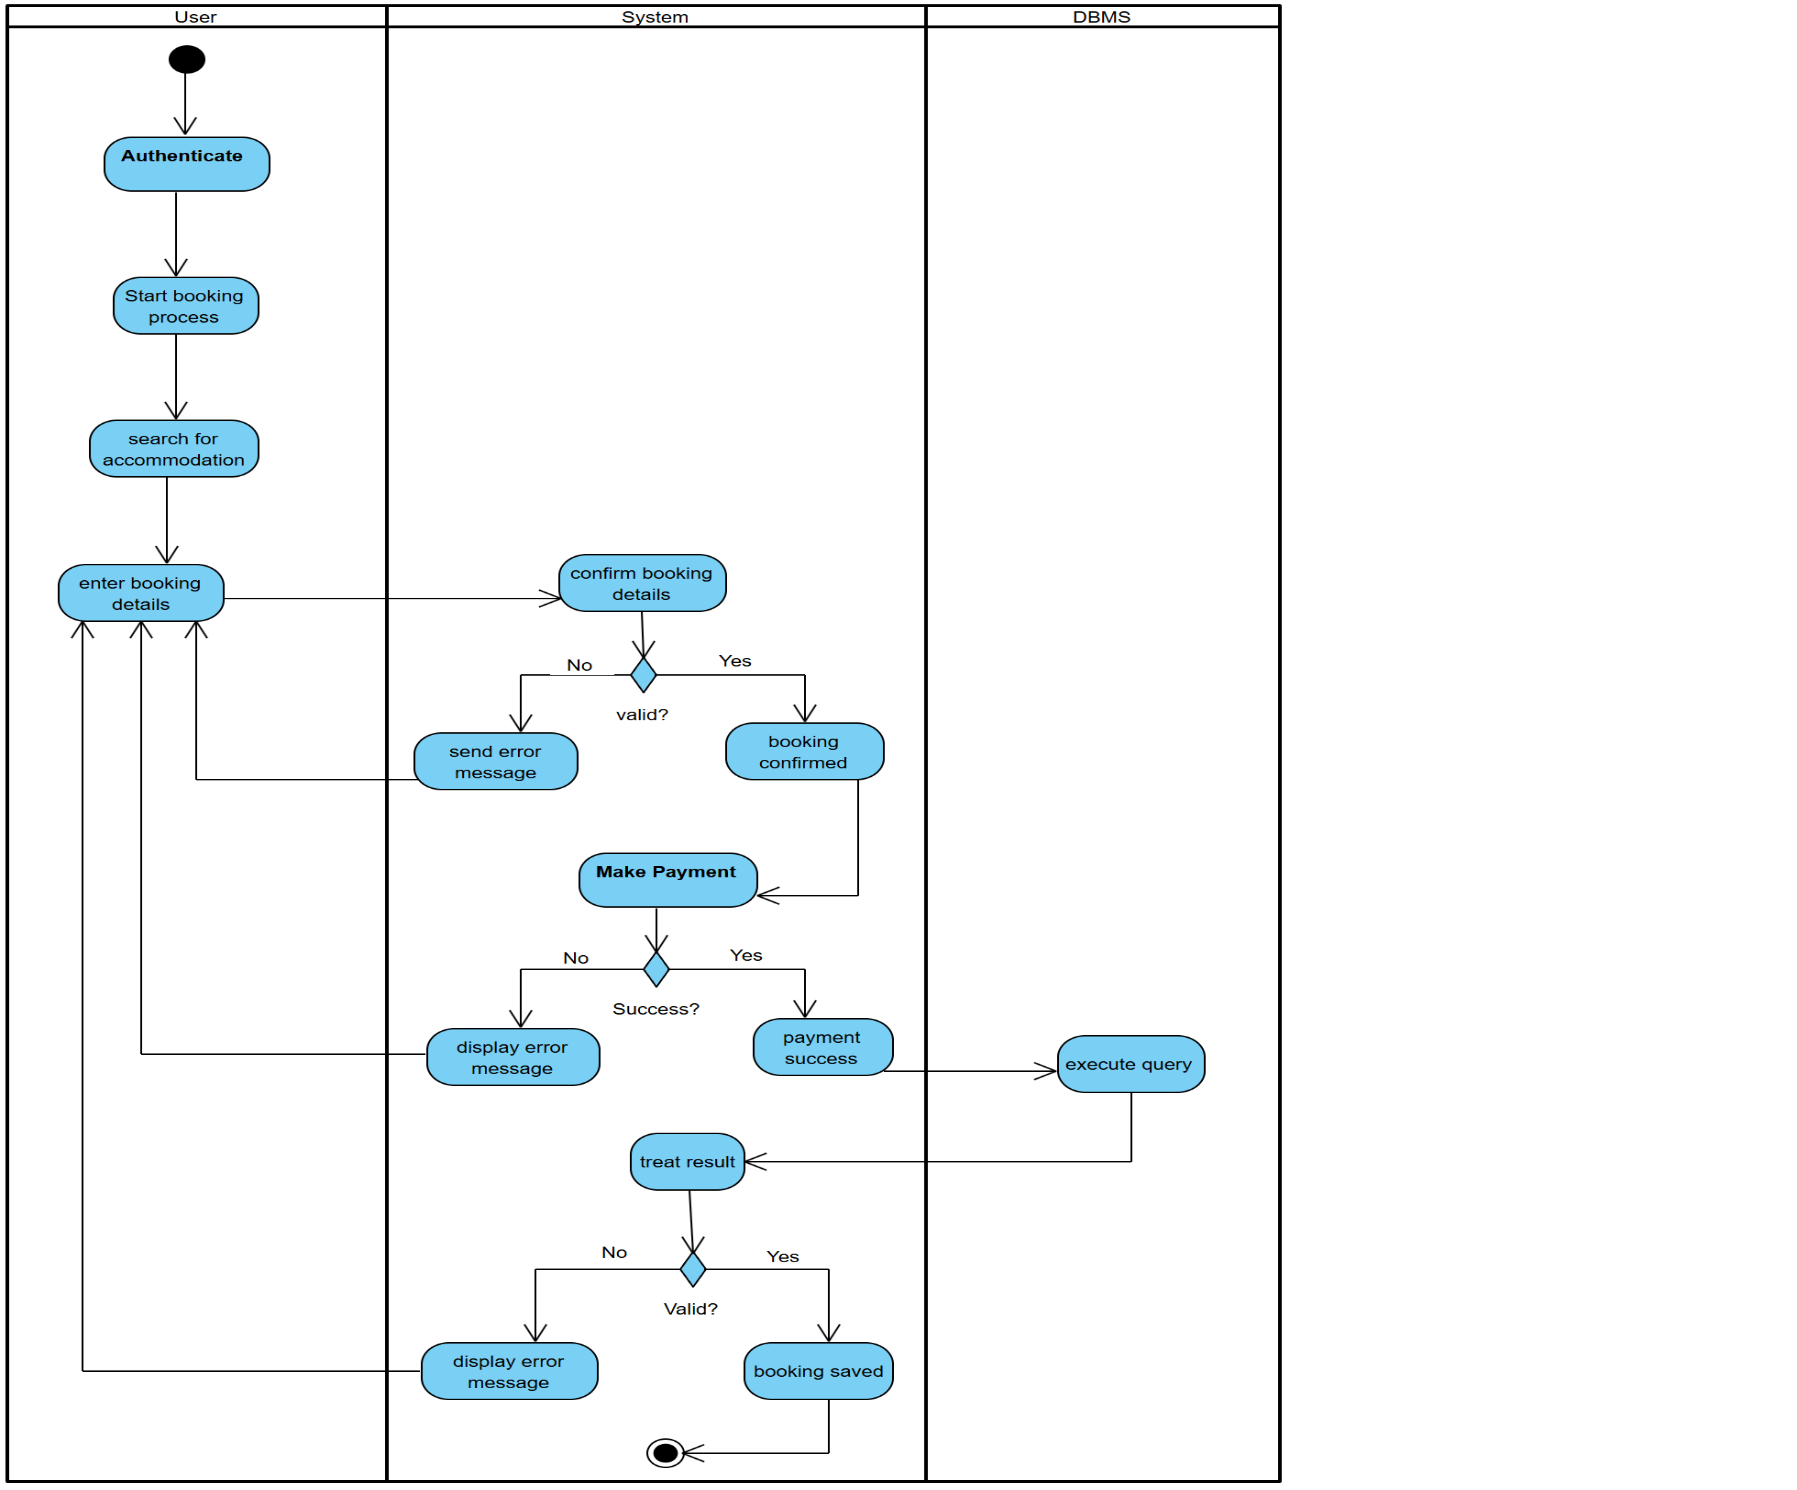 User
System
DBMS
Authenticate
Start booking
process
search for
accommodation
enter booking
details
confirm booking
details
No
Yes
valid?
send error
message
booking
confirmed
Make Payment
No
Yes
Success?
display error
message
payment
success
execute query
treat result
No
Yes
Valid?
display error
message
booking saved